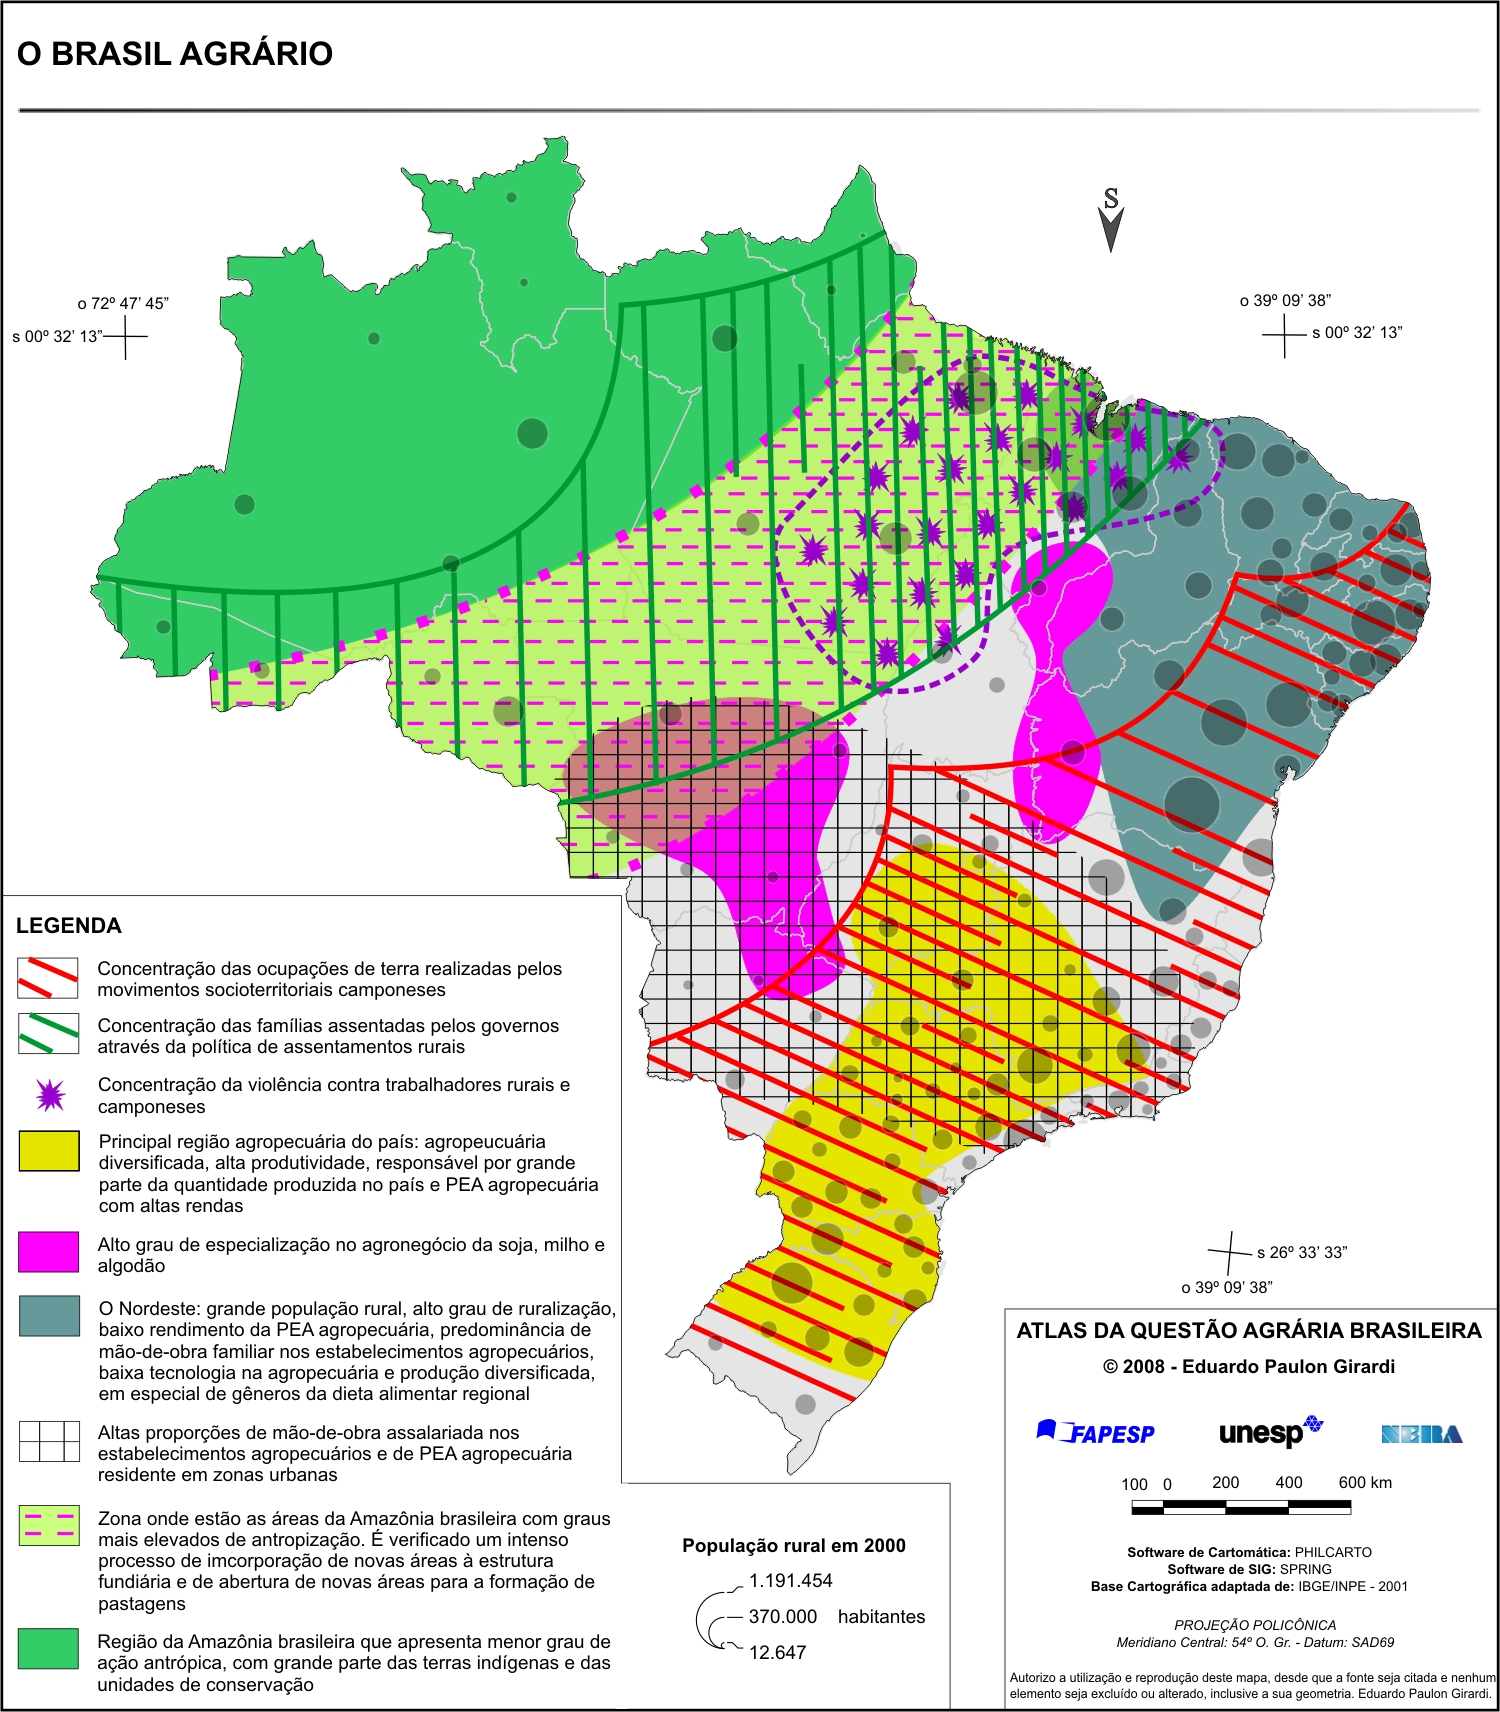 O BRASIL AGRÁRIO
S
o 72º 47’ 45”
s 00º 32’ 13”
o 39º 09’ 38”
s 00º 32’ 13”
LEGENDA
Concentração das ocupações de terra realizadas pelos
movimentos socioterritoriais camponeses
Concentração das famílias assentadas pelos governos
através da política de assentamentos rurais
Concentração da violência contra trabalhadores rurais e
camponeses
Principal região agropecuária do país: agropeucuária
diversificada, alta produtividade, responsável por grande
parte da quantidade produzida no país e PEA agropecuária
com altas rendas
Alto grau de especialização no agronegócio da soja, milho e
algodão
O Nordeste: grande população rural, alto grau de ruralização,
baixo rendimento da PEA agropecuária, predominância de
mão-de-obra familiar nos estabelecimentos agropecuários,
baixa tecnologia na agropecuária e produção diversificada,
em especial de gêneros da dieta alimentar regional
Altas proporções de mão-de-obra assalariada nos
estabelecimentos agropecuários e de PEA agropecuária
residente em zonas urbanas
Zona onde estão as áreas da Amazônia brasileira com graus
mais elevados de antropização. É verificado um intenso
processo de imcorporação de novas áreas à estrutura
fundiária e de abertura de novas áreas para a formação de
pastagens
Região da Amazônia brasileira que apresenta menor grau de
ação antrópica, com grande parte das terras indígenas e das
unidades de conservação
População rural em 2000
1.191.454
370.000 habitantes
12.647
s 26º 33’ 33”
o 39º 09’ 38”
ATLAS DA QUESTÃO AGRÁRIA BRASILEIRA
© 2008 - Eduardo Paulon Girardi
FAPESP unesp NERA
100 0 200 400 600 km
Software de Cartomática: PHILCARTO
Software de SIG: SPRING
Base Cartográfica adaptada de: IBGE/INPE - 2001
PROJEÇÃO POLICÔNICA
Meridiano Central: 54º O. Gr. - Datum: SAD69
Autorizo a utilização e reprodução deste mapa, desde que a fonte seja citada e nenhum
elemento seja excluído ou alterado, inclusive a sua geometria. Eduardo Paulon Girardi.